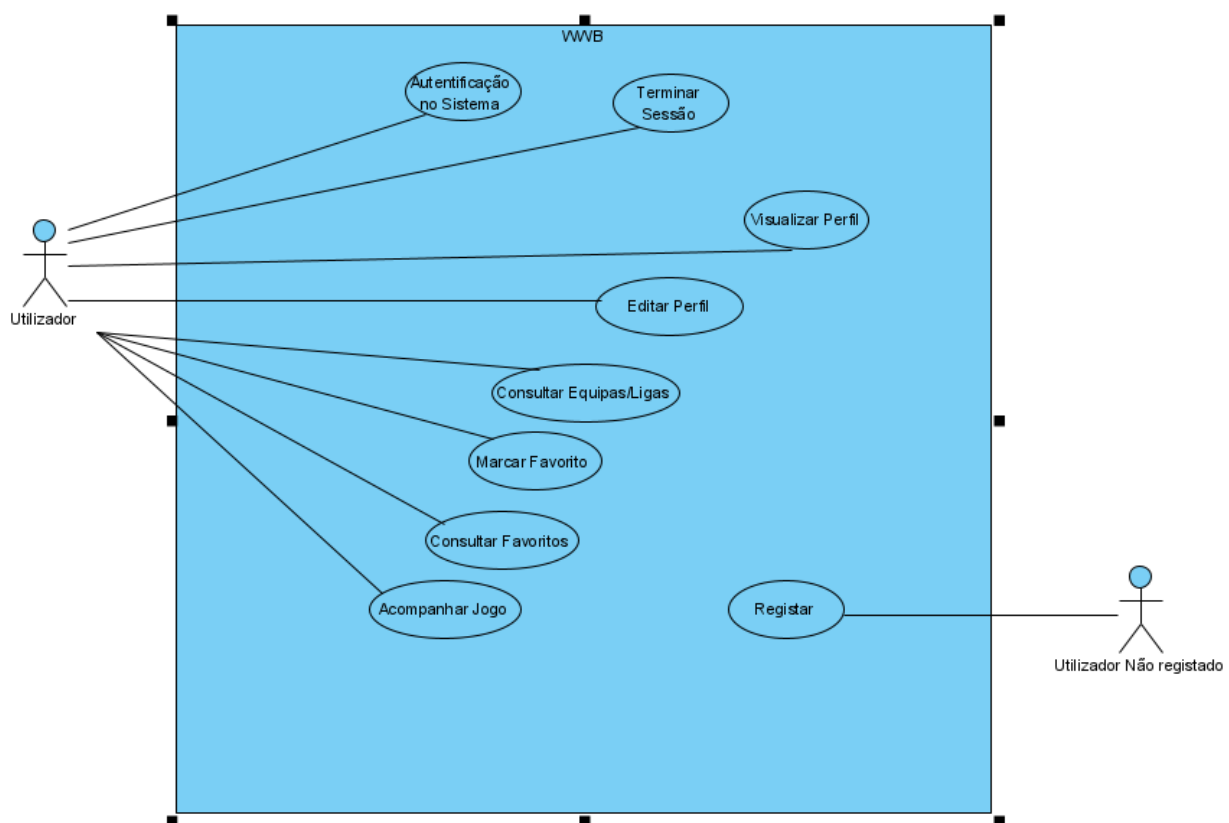 WWB
Autentificação
no Sistema
Terminar
Sessão
Visualizar Perfil
Utilizador
Editar Perfil
Consultar Equipas/Ligas
Marcar Favorito
Consultar Favoritos
Acompanhar Jogo
Registar
Utilizador Não registado